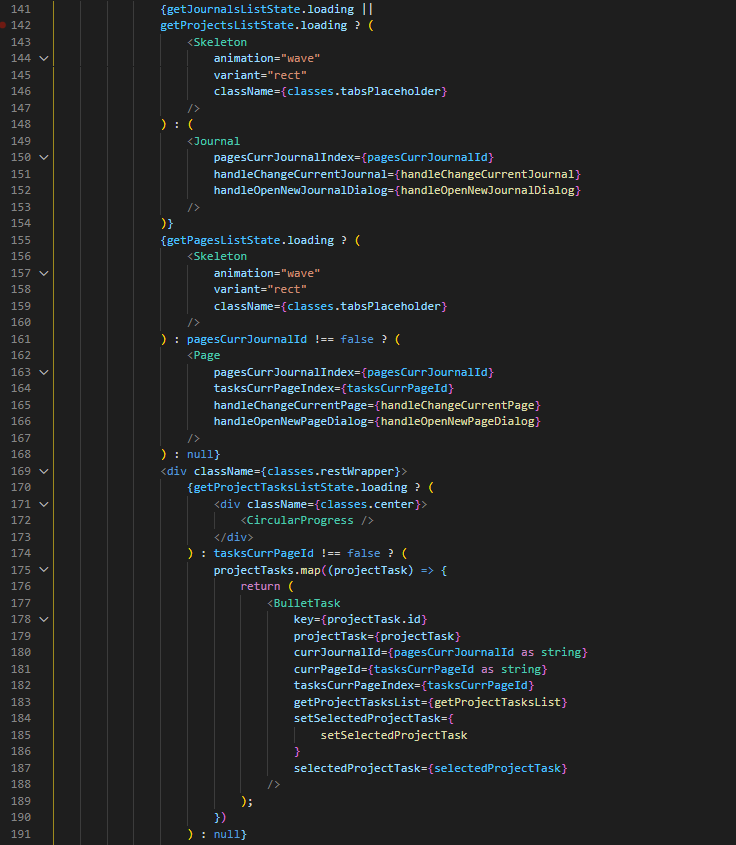 141 {getJournalsListState.loading ||
142 getProjectsListState.loading ? (
143 <Skeleton
144 animation="wave"
145 variant="rect"
146 className={classes.tabsPlaceholder}
147 />
148 ) : (
149 <Journal
150 pagesCurrJournalIndex={pagesCurrJournalId}
151 handleChangeCurrentJournal={handleChangeCurrentJournal}
152 handleOpenNewJournalDialog={handleOpenNewJournalDialog}
153 />
154 )}
155 {getPagesListState.loading ? (
156 <Skeleton
157 animation="wave"
158 variant="rect"
159 className={classes.tabsPlaceholder}
160 />
161 ) : pagesCurrJournalId !== false ? (
162 <Page
163 pagesCurrJournalIndex={pagesCurrJournalId}
164 tasksCurrPageIndex={tasksCurrPageId}
165 handleChangeCurrentPage={handleChangeCurrentPage}
166 handleOpenNewPageDialog={handleOpenNewPageDialog}
167 />
168 ) : null}
169 <div className={classes.restWrapper}>
170 {getProjectTasksListState.loading ? (
171 <div className={classes.center}>
172 <CircularProgress />
173 </div>
174 ) : tasksCurrPageId !== false ? (
175 projectTasks.map((projectTask) => {
176 return (
177 <BulletTask
178 key={projectTask.id}
179 projectTask={projectTask}
180 currJournalId={pagesCurrJournalId as string}
181 currPageId={tasksCurrPageId as string}
182 tasksCurrPageIndex={tasksCurrPageId}
183 getProjectTasksList={getProjectTasksList}
184 setSelectedProjectTask={
185 setSelectedProjectTask
186 }
187 selectedProjectTask={selectedProjectTask}
188 />
189 );
190 })
191 ) : null}